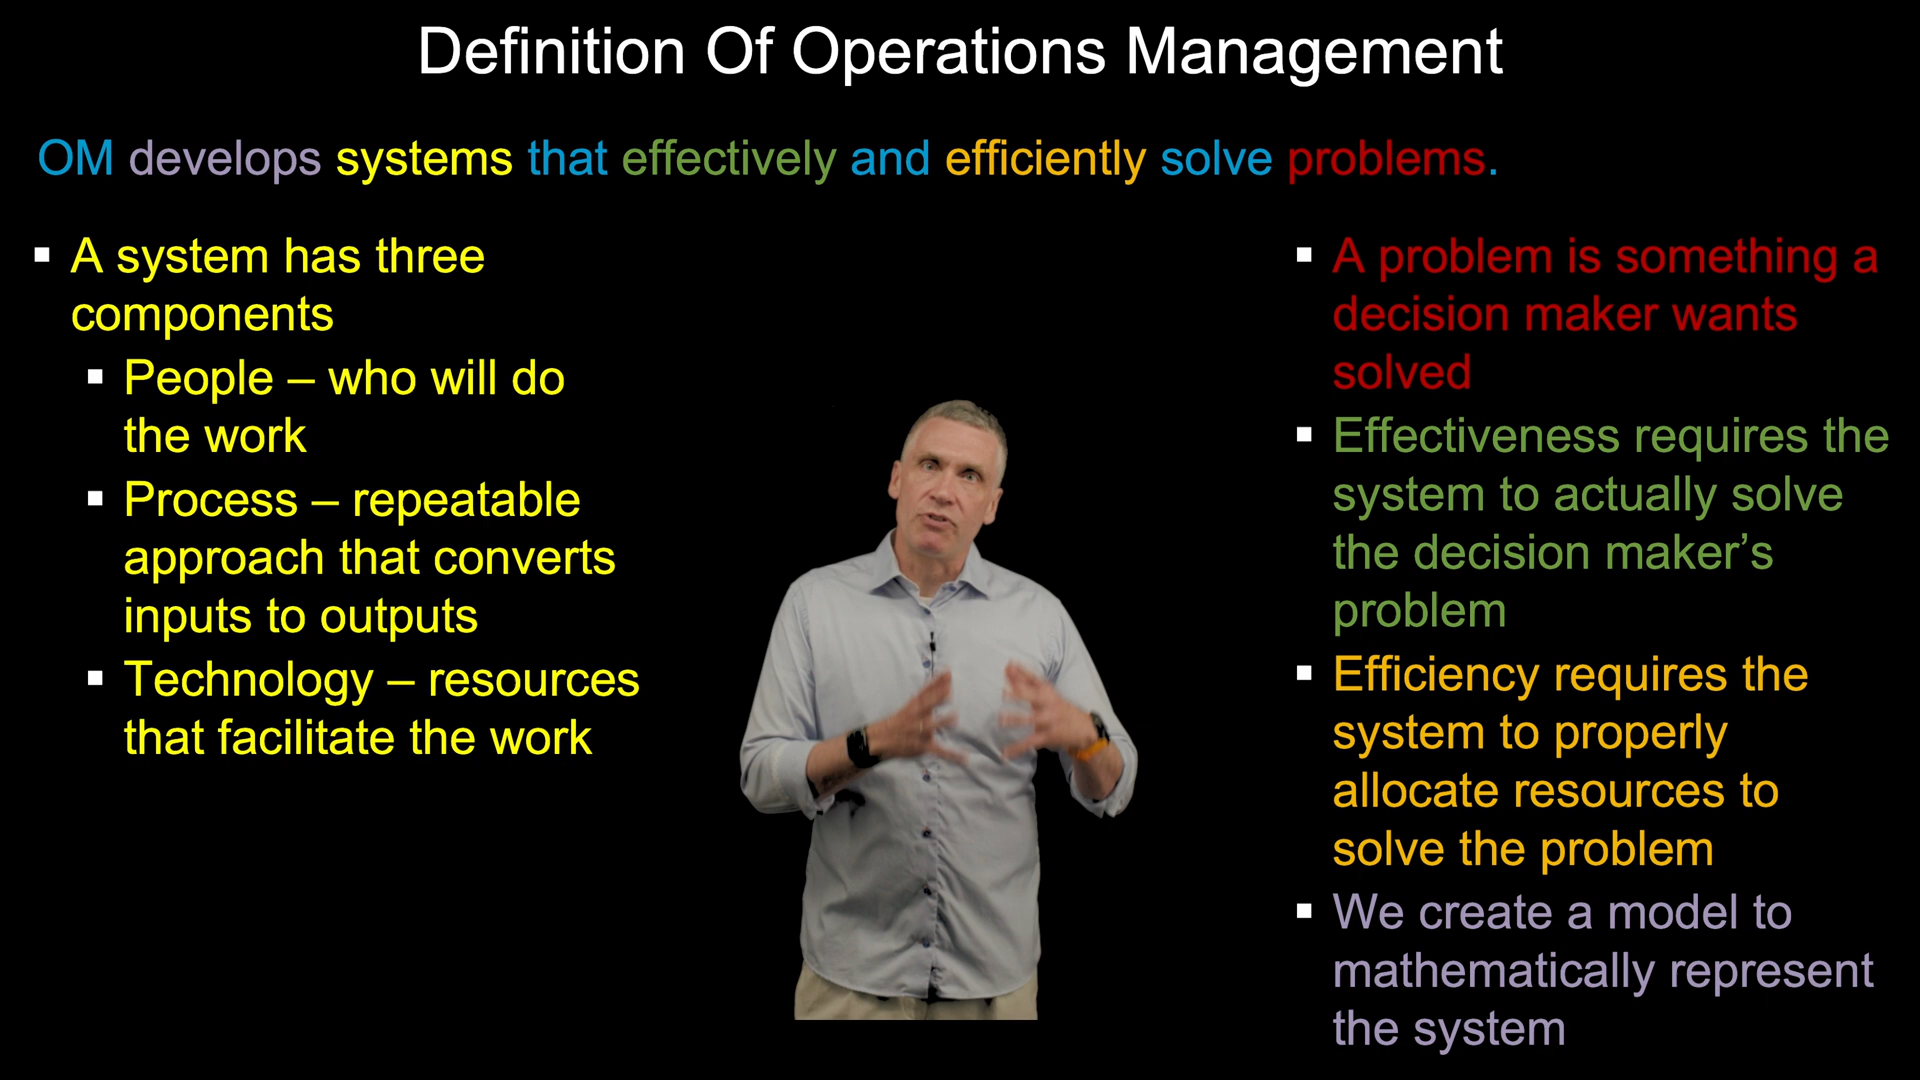 Definition Of Operations Management
OM develops systems that effectively and efficiently solve problems.
▪ A system has three
components
▪ People – who will do
the work
▪ Process – repeatable
approach that converts
inputs to outputs
▪ Technology – resources
that facilitate the work
▪ A problem is something a
decision maker wants
solved
▪ Effectiveness requires the
system to actually solve
the decision maker’s
problem
▪ Efficiency requires the
system to properly
allocate resources to
solve the problem
▪ We create a model to
mathematically represent
the system